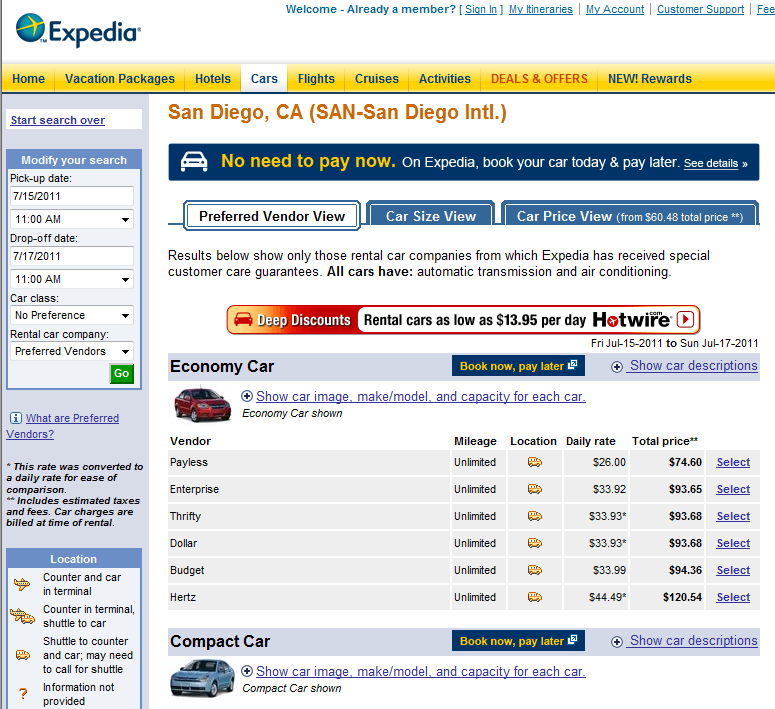 Welcome - Already a member? [ Sign In ] My Itineraries | My Account | Customer Support | Fee
Expedia
Home Vacation Packages Hotels Cars Flights Cruises Activities DEALS & OFFERS NEW! Rewards
Start search over
Modify your search
Pick-up date:
7/15/2011
11:00 AM
Drop-off date:
7/17/2011
11:00 AM
Car class:
No Preference
Rental car company:
Preferred Vendors
Go
What are Preferred
Vendors?
* This rate was converted to
a daily rate for ease of
comparison.
** Includes estimated taxes
and fees. Car charges are
billed at time of rental.
Location
Counter and car
in terminal
Counter in terminal,
shuttle to car
Shuttle to counter
and car; may need
to call for shuttle
? Information not
provided
San Diego, CA (SAN-San Diego Intl.)
No need to pay now. On Expedia, book your car today & pay later. See details »
Preferred Vendor View Car Size View Car Price View (from $60.48 total price **)
Results below show only those rental car companies from which Expedia has received special
customer care guarantees. All cars have: automatic transmission and air conditioning.
Deep Discounts Rental cars as low as $13.95 per day Hotwire.com
Fri Jul-15-2011 to Sun Jul-17-2011
Economy Car Book now, pay later Show car descriptions
Show car image, make/model, and capacity for each car.
Economy Car shown
Vendor Mileage Location Daily rate Total price**
Payless Unlimited $26.00 $74.60 Select
Enterprise Unlimited $33.92 $93.65 Select
Thrifty Unlimited $33.93* $93.68 Select
Dollar Unlimited $33.93* $93.68 Select
Budget Unlimited $33.99 $94.36 Select
Hertz Unlimited $44.49* $120.54 Select
Compact Car Book now, pay later Show car descriptions
Show car image, make/model, and capacity for each car.
Compact Car shown